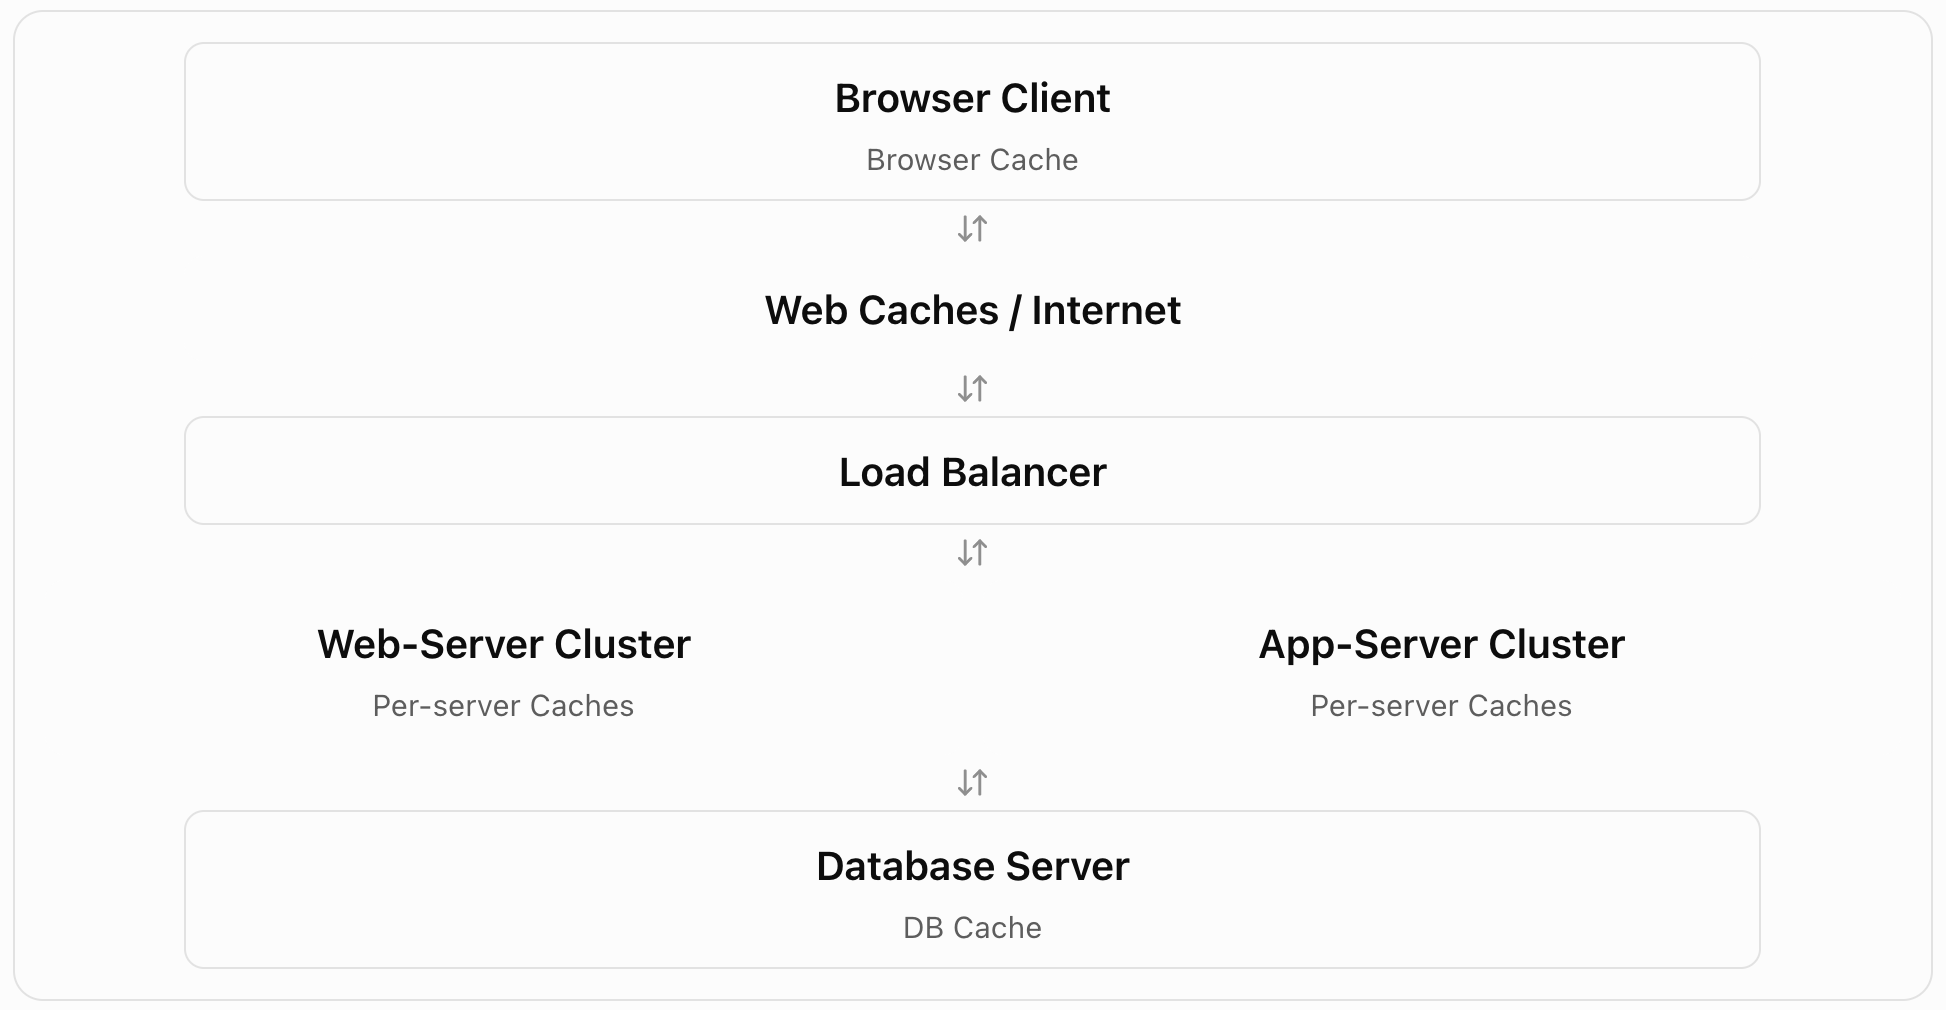 Browser Client
Browser Cache
Web Caches / Internet
Load Balancer
Web-Server Cluster
Per-server Caches
App-Server Cluster
Per-server Caches
Database Server
DB Cache